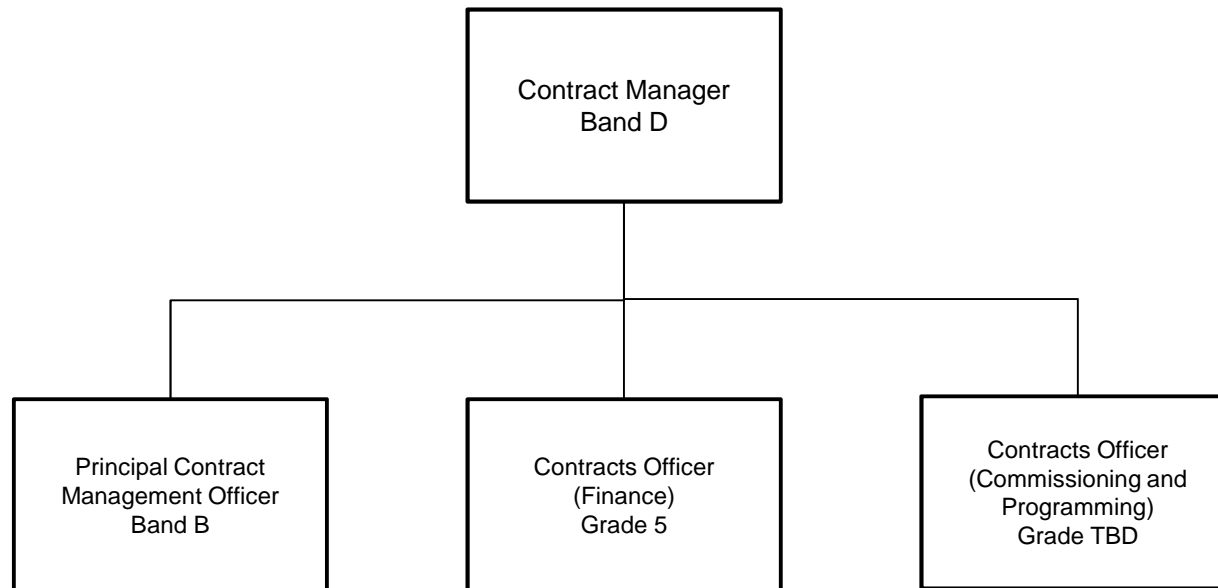 Contract Manager
Band D
Principal Contract
Management Officer
Band B
Contracts Officer
(Finance)
Grade 5
Contracts Officer
(Commissioning and
Programming)
Grade TBD